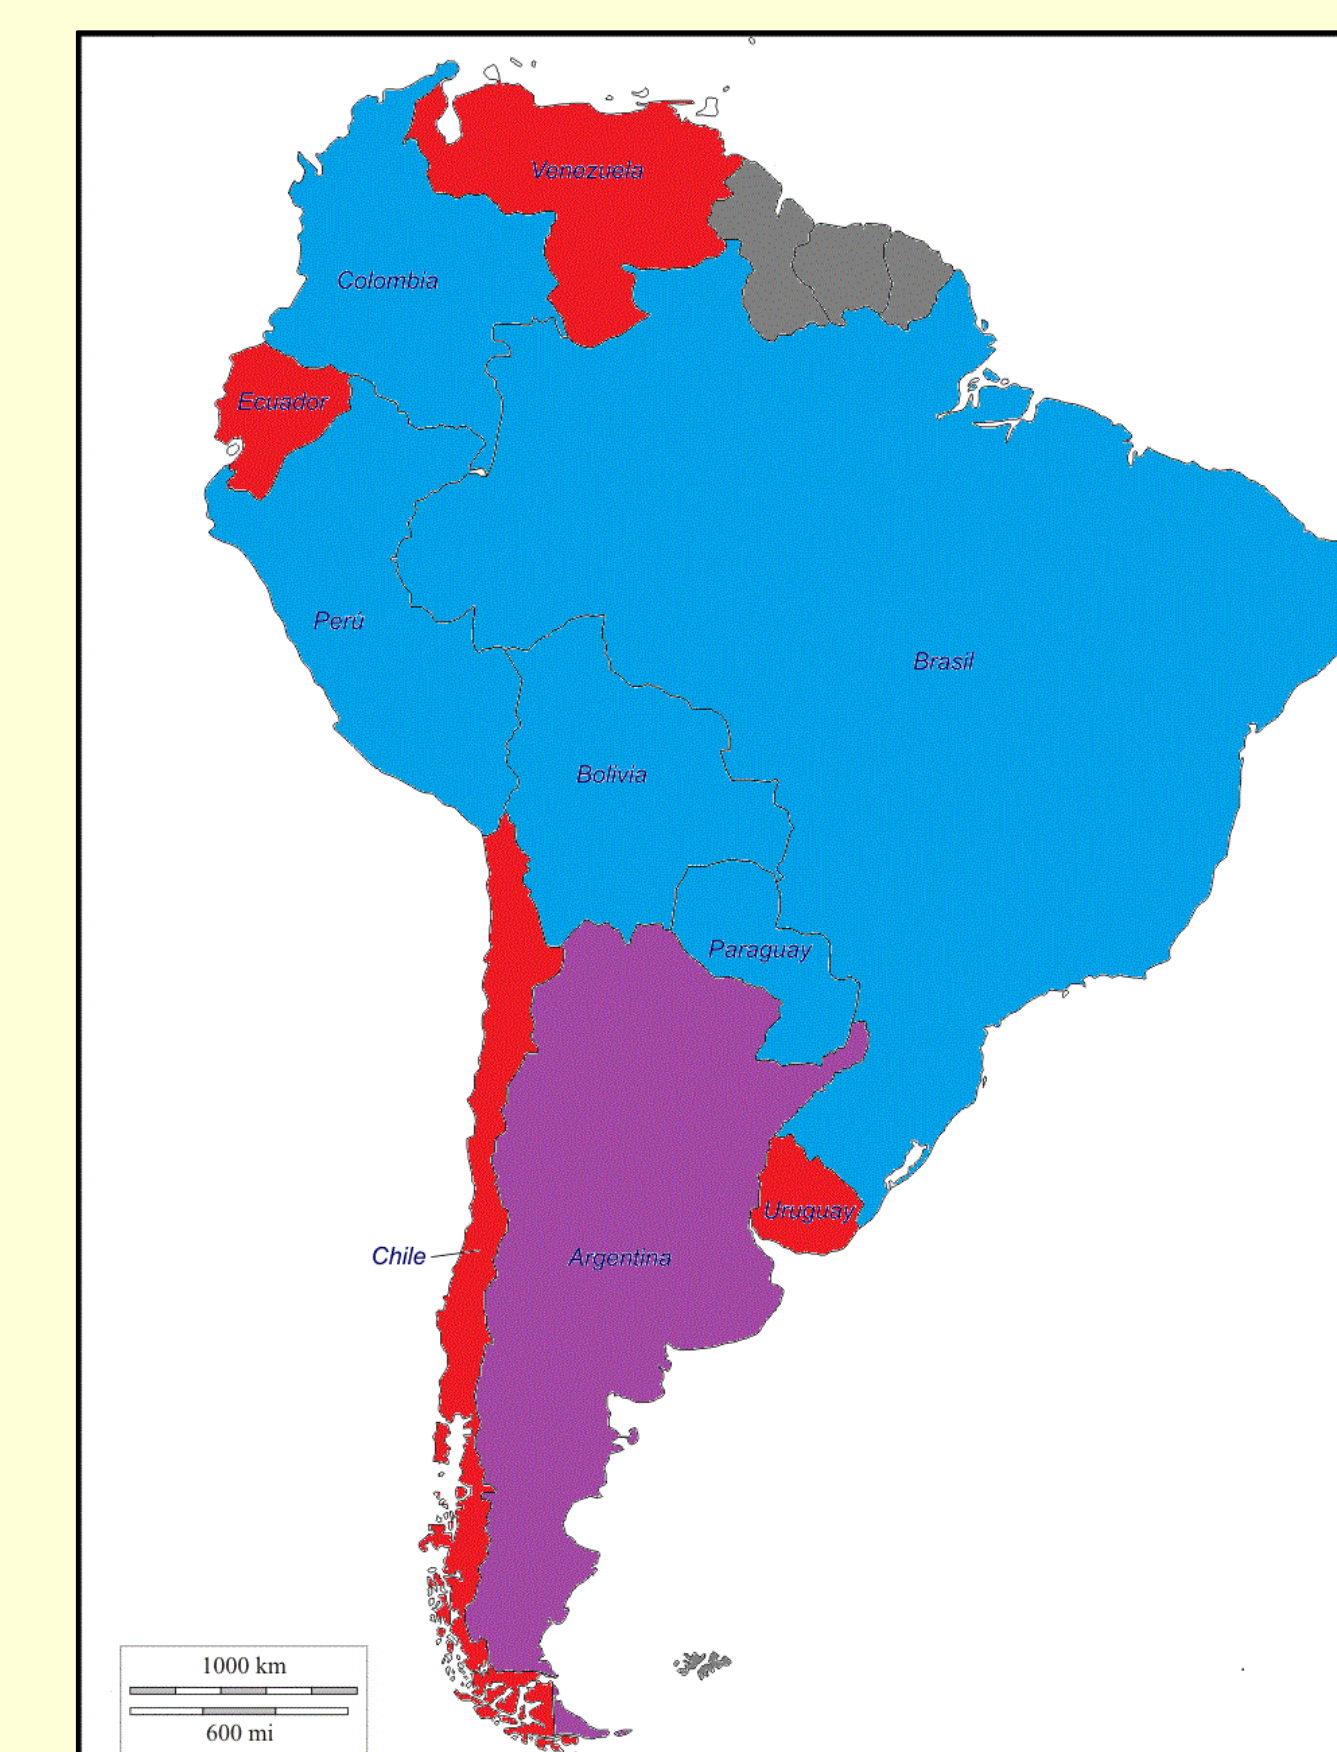 Venezuela
Colombia
Ecuador
Perú
Brasil
Bolivia
Paraguay
Uruguay
Chile
Argentina
1000 km
600 mi